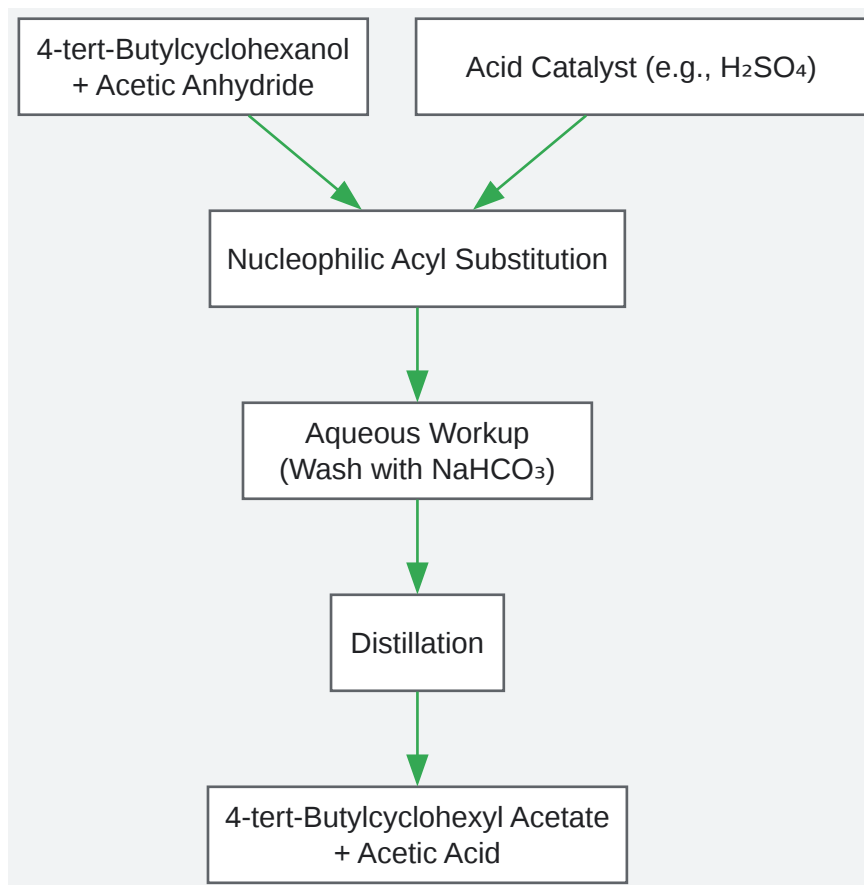 4-tert-Butylcyclohexanol
+ Acetic Anhydride
Acid Catalyst (e.g., H₂SO₄)
Nucleophilic Acyl Substitution
Aqueous Workup
(Wash with NaHCO₃)
Distillation
4-tert-Butylcyclohexyl Acetate
+ Acetic Acid